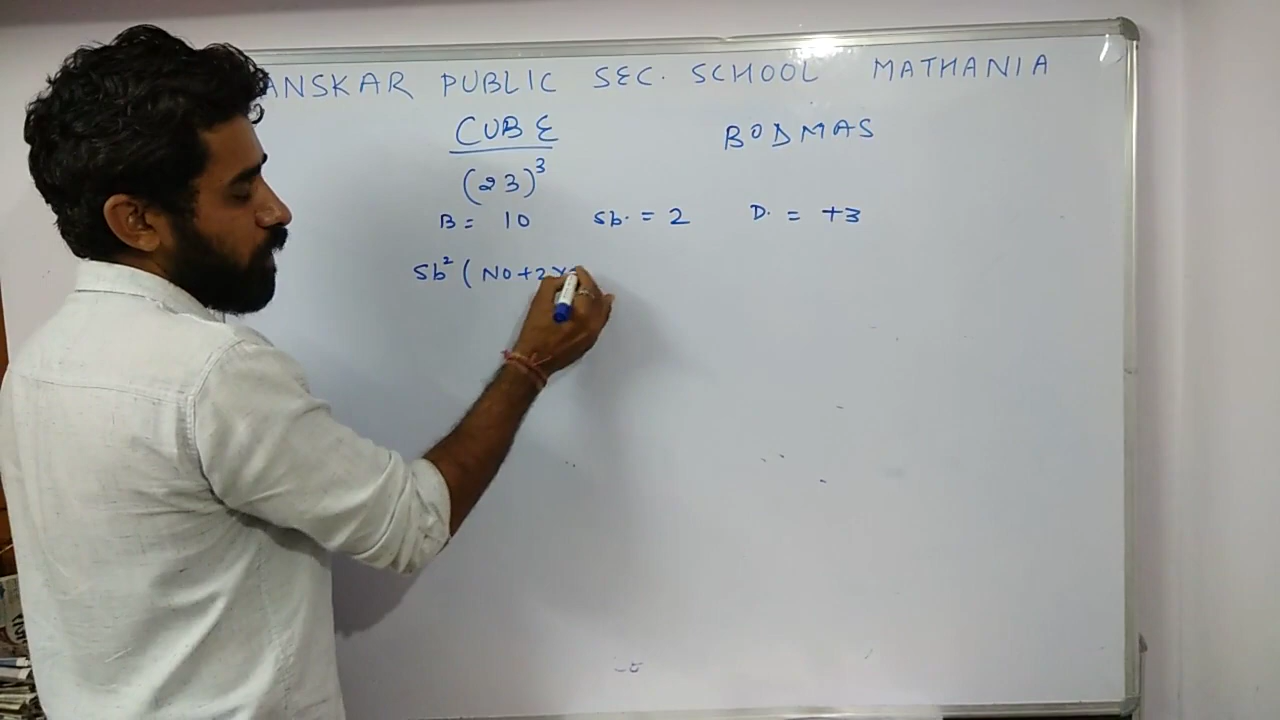 ANSKAR PUBLIC SEC. SCHOOL MATHANIA
CUBE
BODMAS
(23)³
B = 10 Sb. = 2 D. = +3
Sb² ( NO+2×